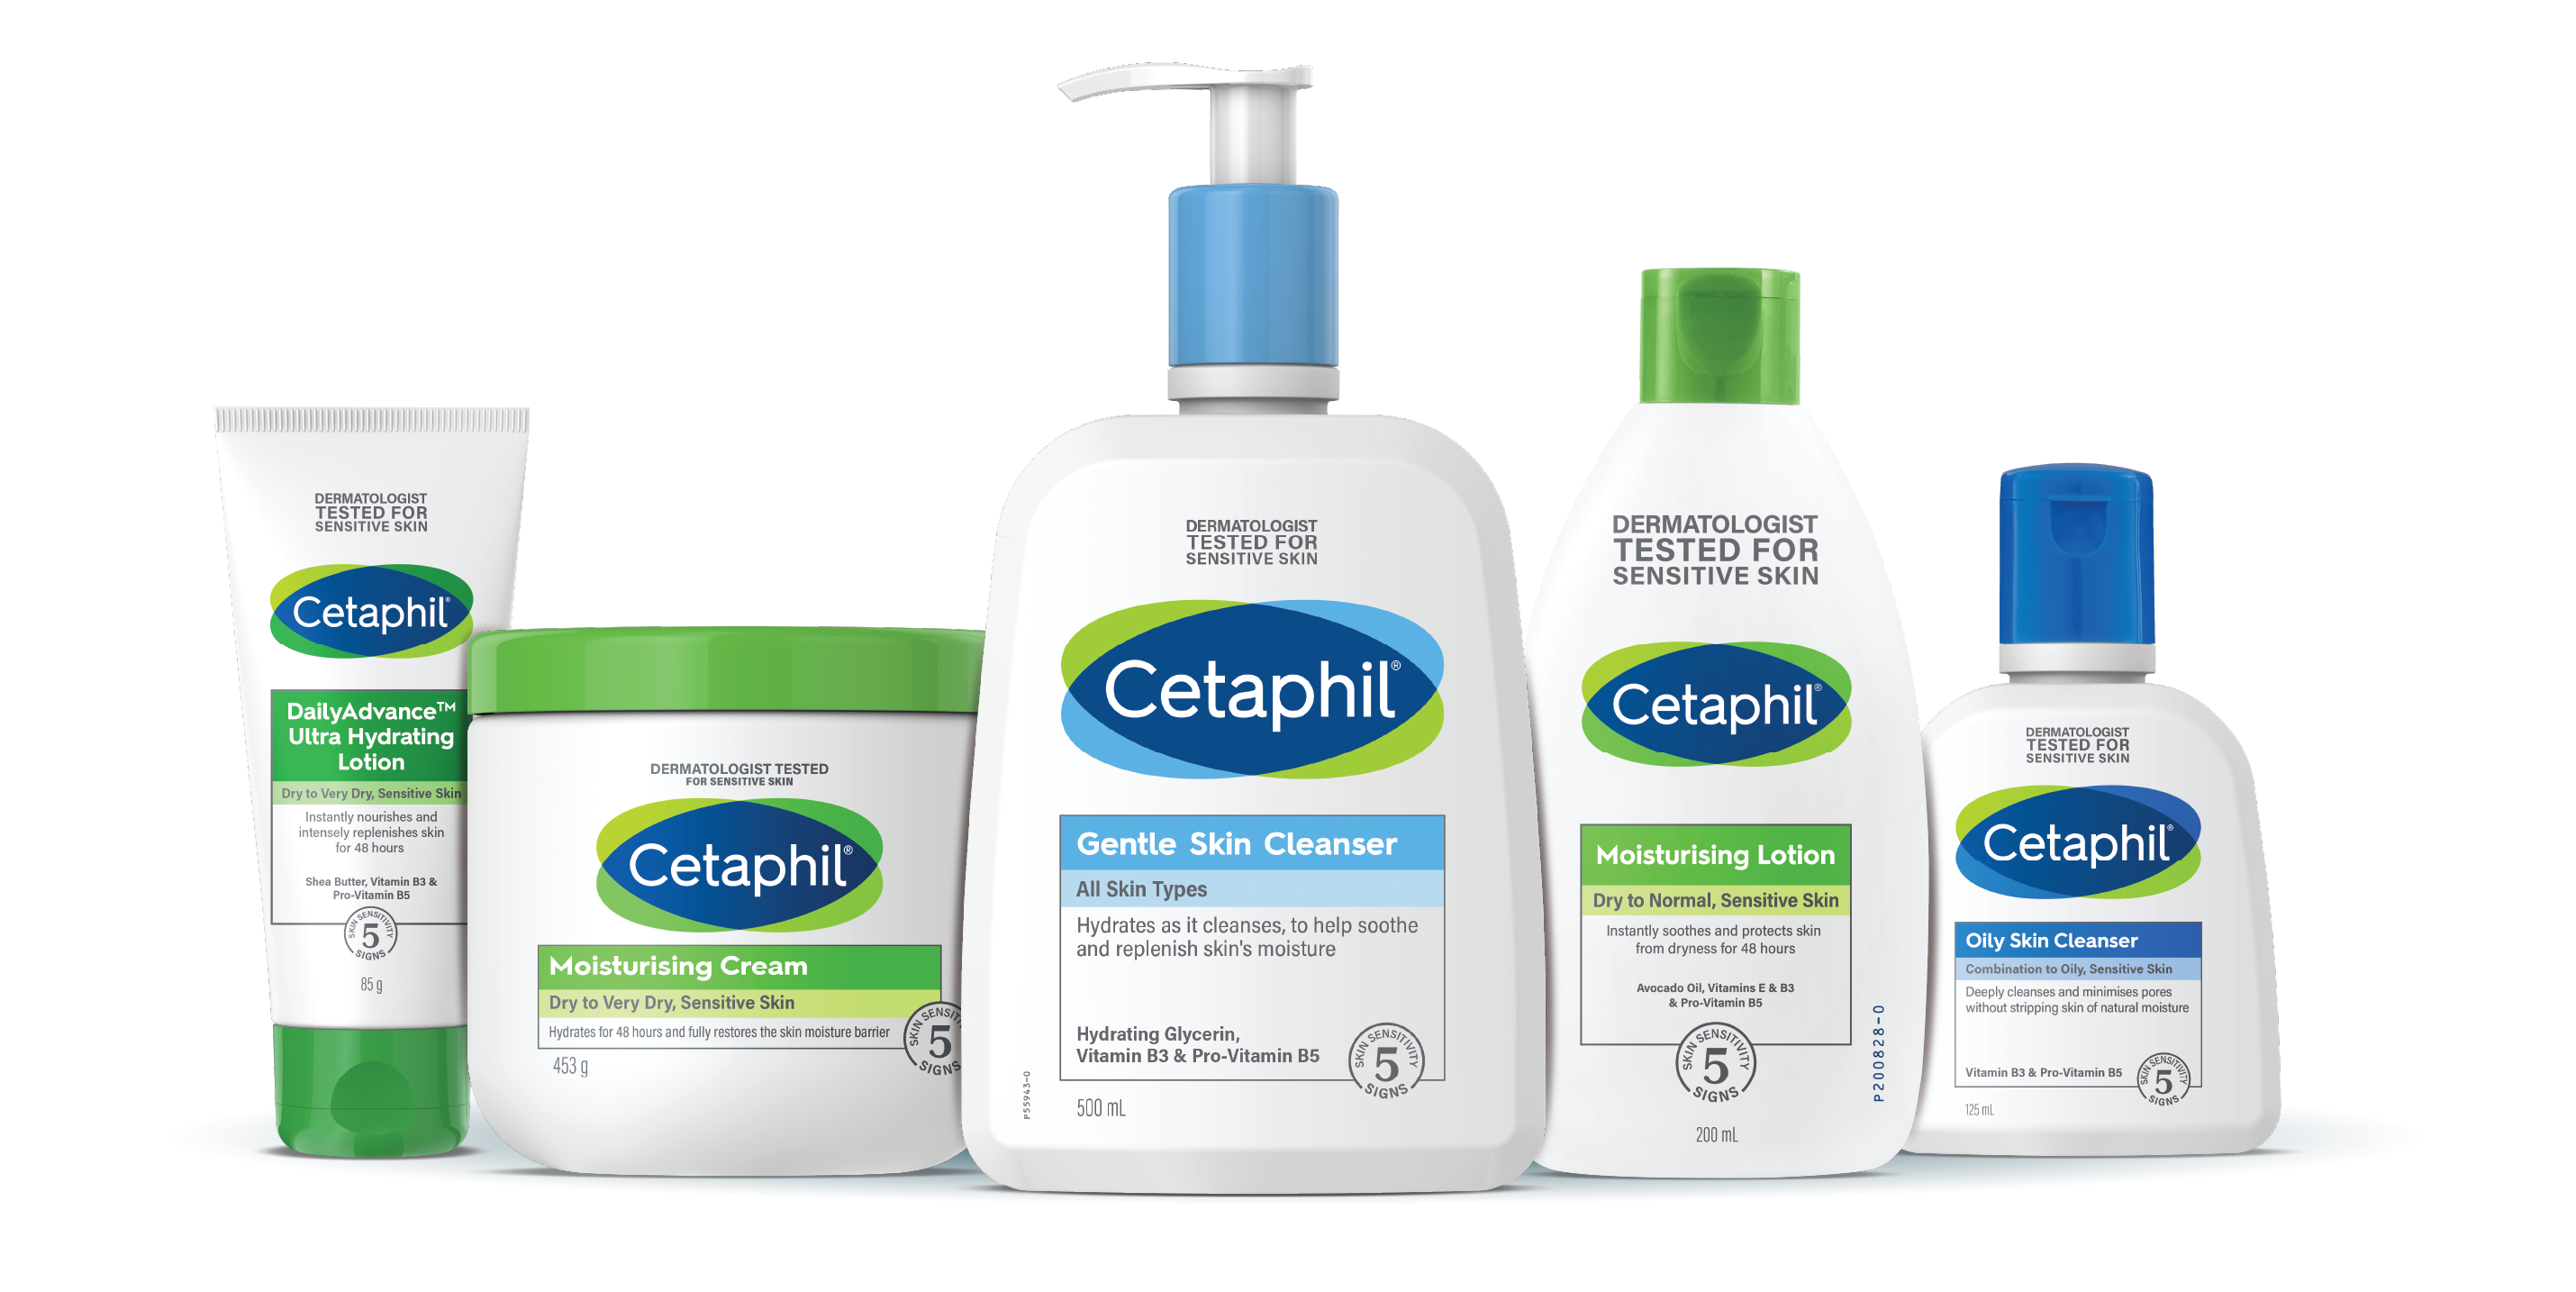 DERMATOLOGIST
TESTED FOR
SENSITIVE SKIN
Cetaphil®
DailyAdvance™
Ultra Hydrating
Lotion
Dry to Very Dry, Sensitive Skin
Instantly nourishes and
intensely replenishes skin
for 48 hours
Shea Butter, Vitamin B3 &
Pro-Vitamin B5
SKIN SENSITIVITY
5
SIGNS
85 g
DERMATOLOGIST TESTED
FOR SENSITIVE SKIN
Cetaphil®
Moisturising Cream
Dry to Very Dry, Sensitive Skin
Hydrates for 48 hours and fully restores the skin moisture barrier
SKIN SENSIT
5
SIGNS
453 g
DERMATOLOGIST
TESTED FOR
SENSITIVE SKIN
Cetaphil®
Gentle Skin Cleanser
All Skin Types
Hydrates as it cleanses, to help soothe
and replenish skin's moisture
Hydrating Glycerin,
Vitamin B3 & Pro-Vitamin B5
SKIN SENSITIVITY
5
SIGNS
P55943-0
500 mL
DERMATOLOGIST
TESTED FOR
SENSITIVE SKIN
Cetaphil®
Moisturising Lotion
Dry to Normal, Sensitive Skin
Instantly soothes and protects skin
from dryness for 48 hours
Avocado Oil, Vitamins E & B3
& Pro-Vitamin B5
SKIN SENSITIVITY
5
SIGNS
P200828-0
200 mL
DERMATOLOGIST
TESTED FOR
SENSITIVE SKIN
Cetaphil®
Oily Skin Cleanser
Combination to Oily, Sensitive Skin
Deeply cleanses and minimises pores
without stripping skin of natural moisture
Vitamin B3 & Pro-Vitamin B5
SKIN SENSITIVITY
5
SIGNS
125 mL